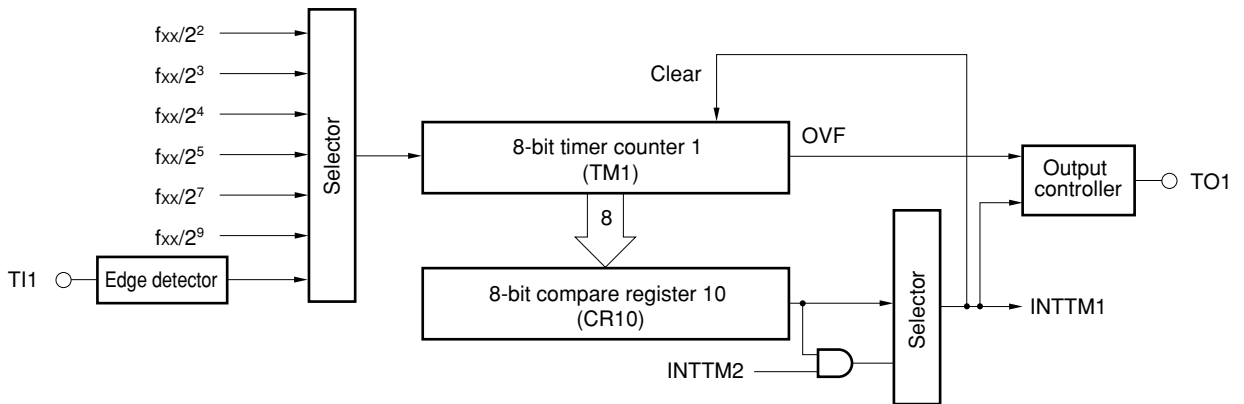 fxx/2²
fxx/2³
fxx/2⁴
fxx/2⁵
fxx/2⁷
fxx/2⁹
TI1
Edge detector
Selector
Clear
8-bit timer counter 1
(TM1)
OVF
8
8-bit compare register 10
(CR10)
INTTM2
Selector
Output
controller
TO1
INTTM1